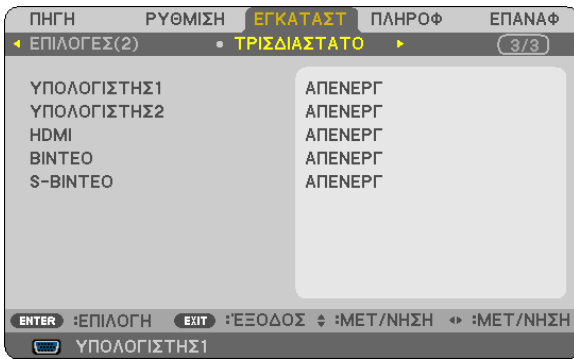 ΠΗΓΗ ΡΥΘΜΙΣΗ ΕΓΚΑΤΑΣΤ ΠΛΗΡΟΦ ΕΠΑΝΑΦ
ΕΠΙΛΟΓΕΣ(2) • ΤΡΙΣΔΙΑΣΤΑΤΟ 3/3
ΥΠΟΛΟΓΙΣΤΗΣ1 ΑΠΕΝΕΡΓ
ΥΠΟΛΟΓΙΣΤΗΣ2 ΑΠΕΝΕΡΓ
HDMI ΑΠΕΝΕΡΓ
ΒΙΝΤΕΟ ΑΠΕΝΕΡΓ
S-ΒΙΝΤΕΟ ΑΠΕΝΕΡΓ
ENTER :ΕΠΙΛΟΓΗ EXIT :ΈΞΟΔΟΣ :ΜΕΤ/ΝΗΣΗ :ΜΕΤ/ΝΗΣΗ
ΥΠΟΛΟΓΙΣΤΗΣ1